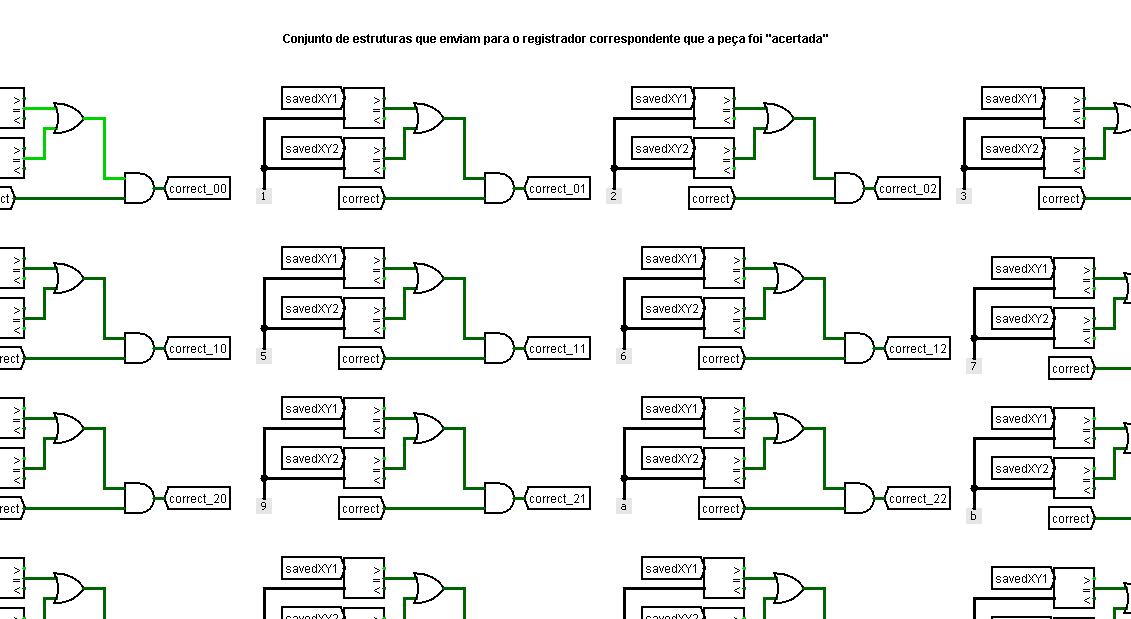 Conjunto de estruturas que enviam para o registrador correspondente que a peça foi "acertada"
> = <
savedXY1 > = <
savedXY1 > = <
savedXY1 > = <
> = <
savedXY2 > = <
savedXY2 > = <
savedXY2 > = <
ct correct_00
1 correct correct_01
2 correct correct_02
3 correct
> = <
savedXY1 > = <
savedXY1 > = <
savedXY1 > = <
> = <
savedXY2 > = <
savedXY2 > = <
savedXY2 > = <
rect correct_10
5 correct correct_11
6 correct correct_12
7 correct
> = <
savedXY1 > = <
savedXY1 > = <
savedXY1 > = <
> = <
savedXY2 > = <
savedXY2 > = <
savedXY2 > = <
rect correct_20
9 correct correct_21
a correct correct_22
b correct
> = <
savedXY1 > = <
savedXY1 > = <
savedXY1 > = <
>
savedXY2 >
savedXY2 >
savedXY2 >